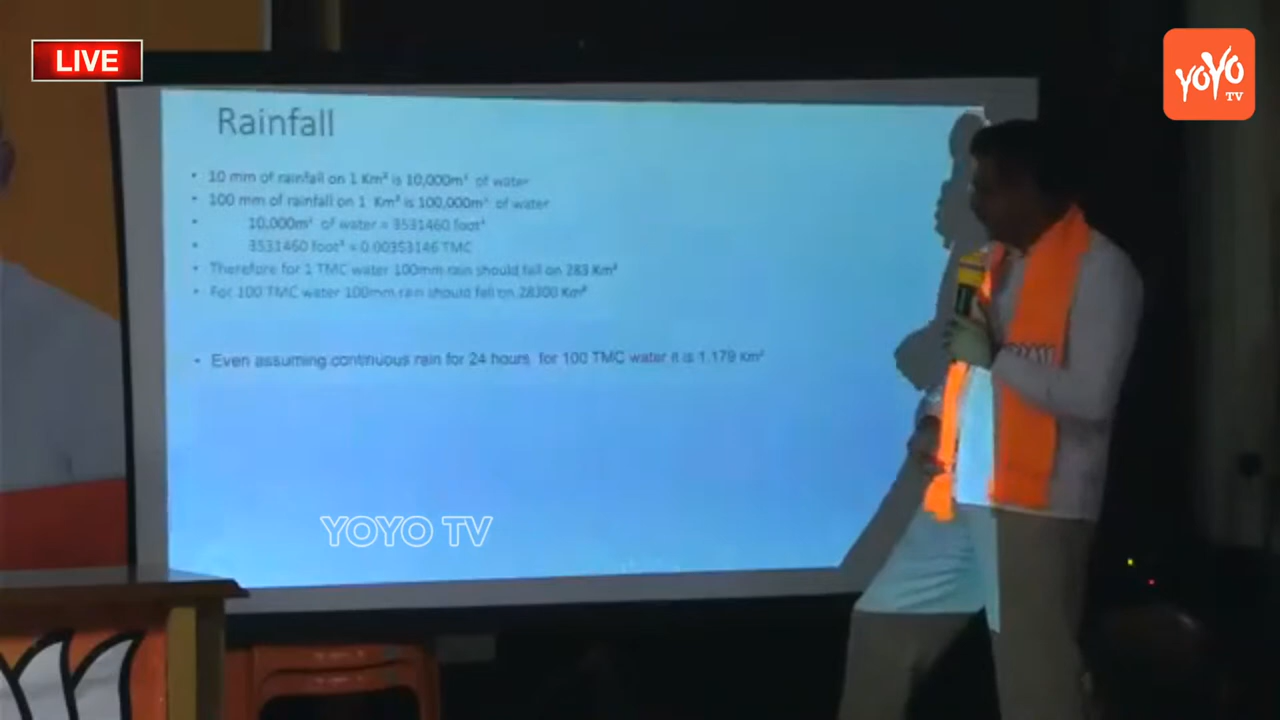 LIVE
YOYO
TV
Rainfall
• 10 mm of rainfall on 1 Km² is 10,000m³ of water
• 100 mm of rainfall on 1 Km² is 100,000m³ of water
• 10,000m³ of water = 3531460 foot³
• 3531460 foot³ = 0.00353146 TMC
• Therefore for 1 TMC water 100mm rain should fall on 283 Km²
• For 100 TMC water 100mm rain should fell on 28300 Km²
• Even assuming continuous rain for 24 hours for 100 TMC water it is 1,179 Km²
YOYO TV